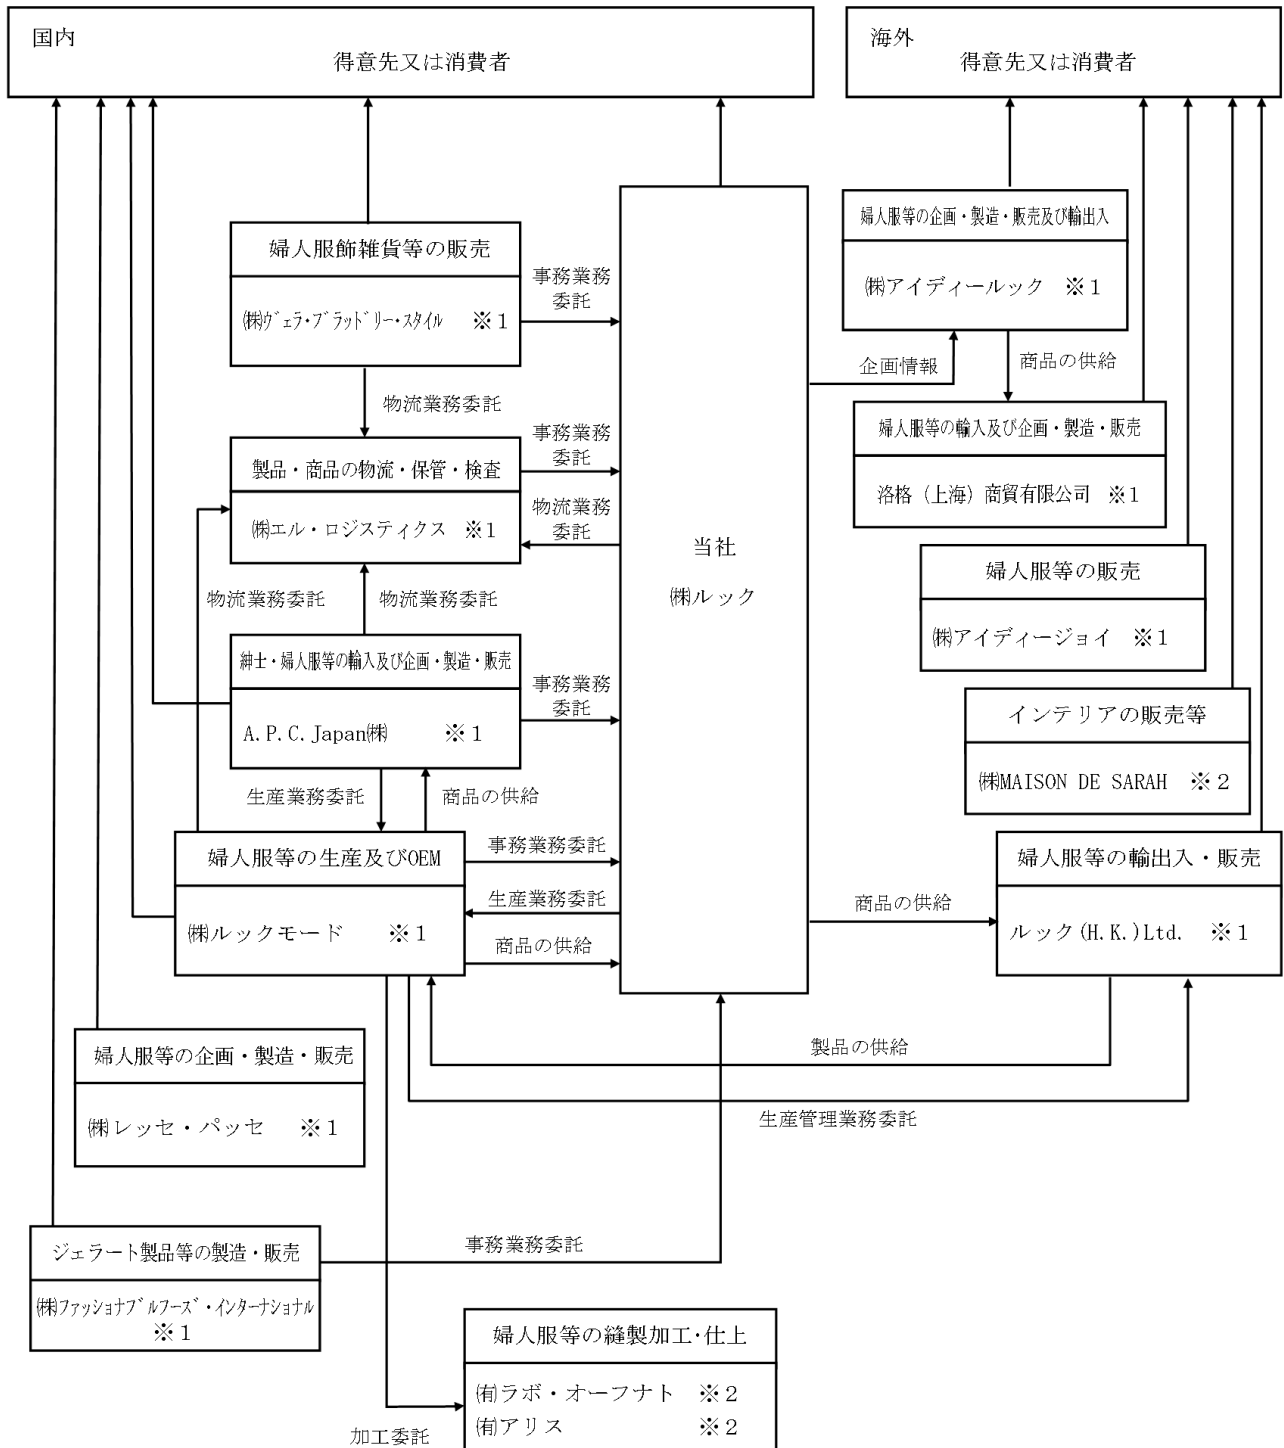 国内
得意先又は消費者
海外
得意先又は消費者
婦人服飾雑貨等の販売
㈱ヴェラ・ブラッドリー・スタイル ※１
事務業務
委託
物流業務委託
製品・商品の物流・保管・検査
㈱エル・ロジスティクス ※１
事務業務
委託
物流業務
委託
物流業務委託
物流業務委託
紳士・婦人服等の輸入及び企画・製造・販売
A.P.C.Japan㈱ ※１
事務業務
委託
生産業務委託
商品の供給
婦人服等の生産及びOEM
㈱ルックモード ※１
事務業務委託
生産業務委託
商品の供給
当社
㈱ルック
婦人服等の企画・製造・販売及び輸出入
㈱アイディールック ※１
企画情報
商品の供給
婦人服等の輸入及び企画・製造・販売
洛格（上海）商貿有限公司 ※１
婦人服等の販売
㈱アイディージョイ ※１
インテリアの販売等
㈱MAISON DE SARAH ※２
婦人服等の輸出入・販売
ルック(H.K.)Ltd. ※１
商品の供給
製品の供給
生産管理業務委託
婦人服等の企画・製造・販売
㈱レッセ・パッセ ※１
ジェラート製品等の製造・販売
㈱ファッショナブルフーズ・インターナショナル
※１
事務業務委託
婦人服等の縫製加工・仕上
㈲ラボ・オーフナト ※２
㈲アリス ※２
加工委託